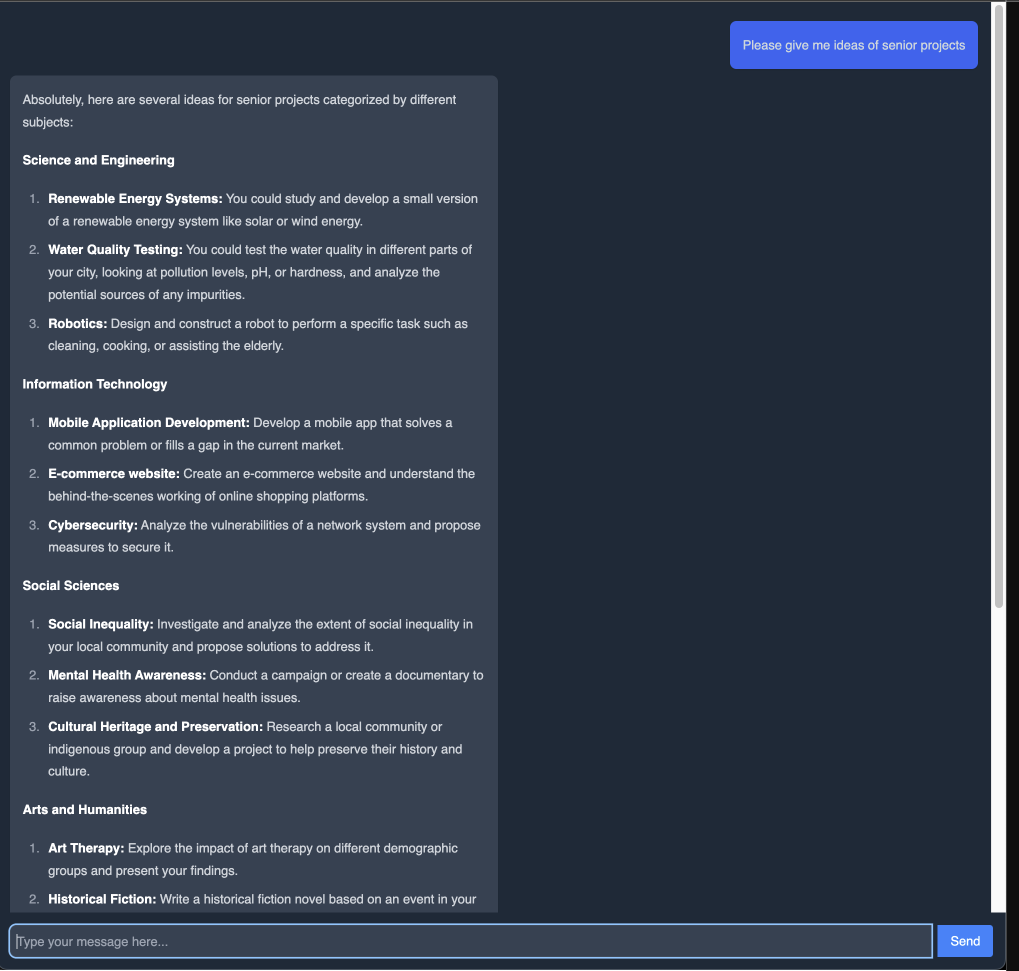 Please give me ideas of senior projects
Absolutely, here are several ideas for senior projects categorized by different
subjects:
Science and Engineering
1. Renewable Energy Systems: You could study and develop a small version
of a renewable energy system like solar or wind energy.
2. Water Quality Testing: You could test the water quality in different parts of
your city, looking at pollution levels, pH, or hardness, and analyze the
potential sources of any impurities.
3. Robotics: Design and construct a robot to perform a specific task such as
cleaning, cooking, or assisting the elderly.
Information Technology
1. Mobile Application Development: Develop a mobile app that solves a
common problem or fills a gap in the current market.
2. E-commerce website: Create an e-commerce website and understand the
behind-the-scenes working of online shopping platforms.
3. Cybersecurity: Analyze the vulnerabilities of a network system and propose
measures to secure it.
Social Sciences
1. Social Inequality: Investigate and analyze the extent of social inequality in
your local community and propose solutions to address it.
2. Mental Health Awareness: Conduct a campaign or create a documentary to
raise awareness about mental health issues.
3. Cultural Heritage and Preservation: Research a local community or
indigenous group and develop a project to help preserve their history and
culture.
Arts and Humanities
1. Art Therapy: Explore the impact of art therapy on different demographic
groups and present your findings.
2. Historical Fiction: Write a historical fiction novel based on an event in your
Type your message here...
Send